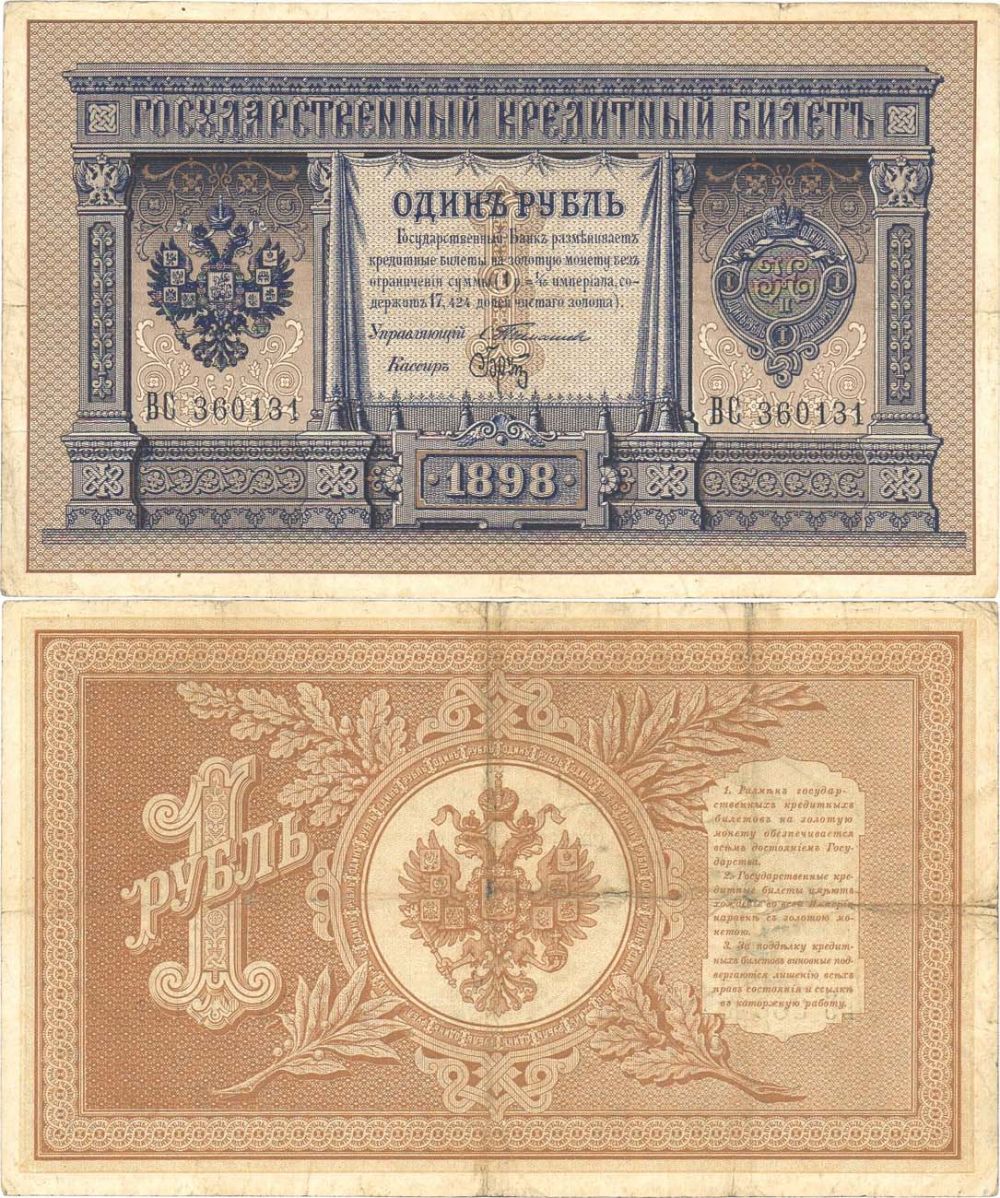 ГОСУДАРСТВЕННЫЙ КРЕДИТНЫЙ БИЛЕТЪ
ОДИНЪ РУБЛЬ
Государственный Банкъ размѣниваетъ
кредитные билеты на золотую монету безъ
ограниченія суммы (1 р. = 1/15 имперіала, со-
держитъ 17,424 долей чистаго золота).
Управляющій
Кассиръ
1
1
1
ВС 360131
ВС 360131
1898
1
РУБЛЬ
1. Размѣнъ государ-
ственныхъ кредитныхъ
билетовъ на золотую
монету обезпечивается
всѣмъ достояніемъ Госу-
дарства.
2. Государственные кре-
дитные билеты имѣютъ
хожденіе во всей Имперіи
наравнѣ съ золотою мо-
нетою.
3. За поддѣлку кредит-
ныхъ билетовъ виновные под-
вергаются лишенію всѣхъ
правъ состоянія и ссылкѣ
въ каторжную работу.